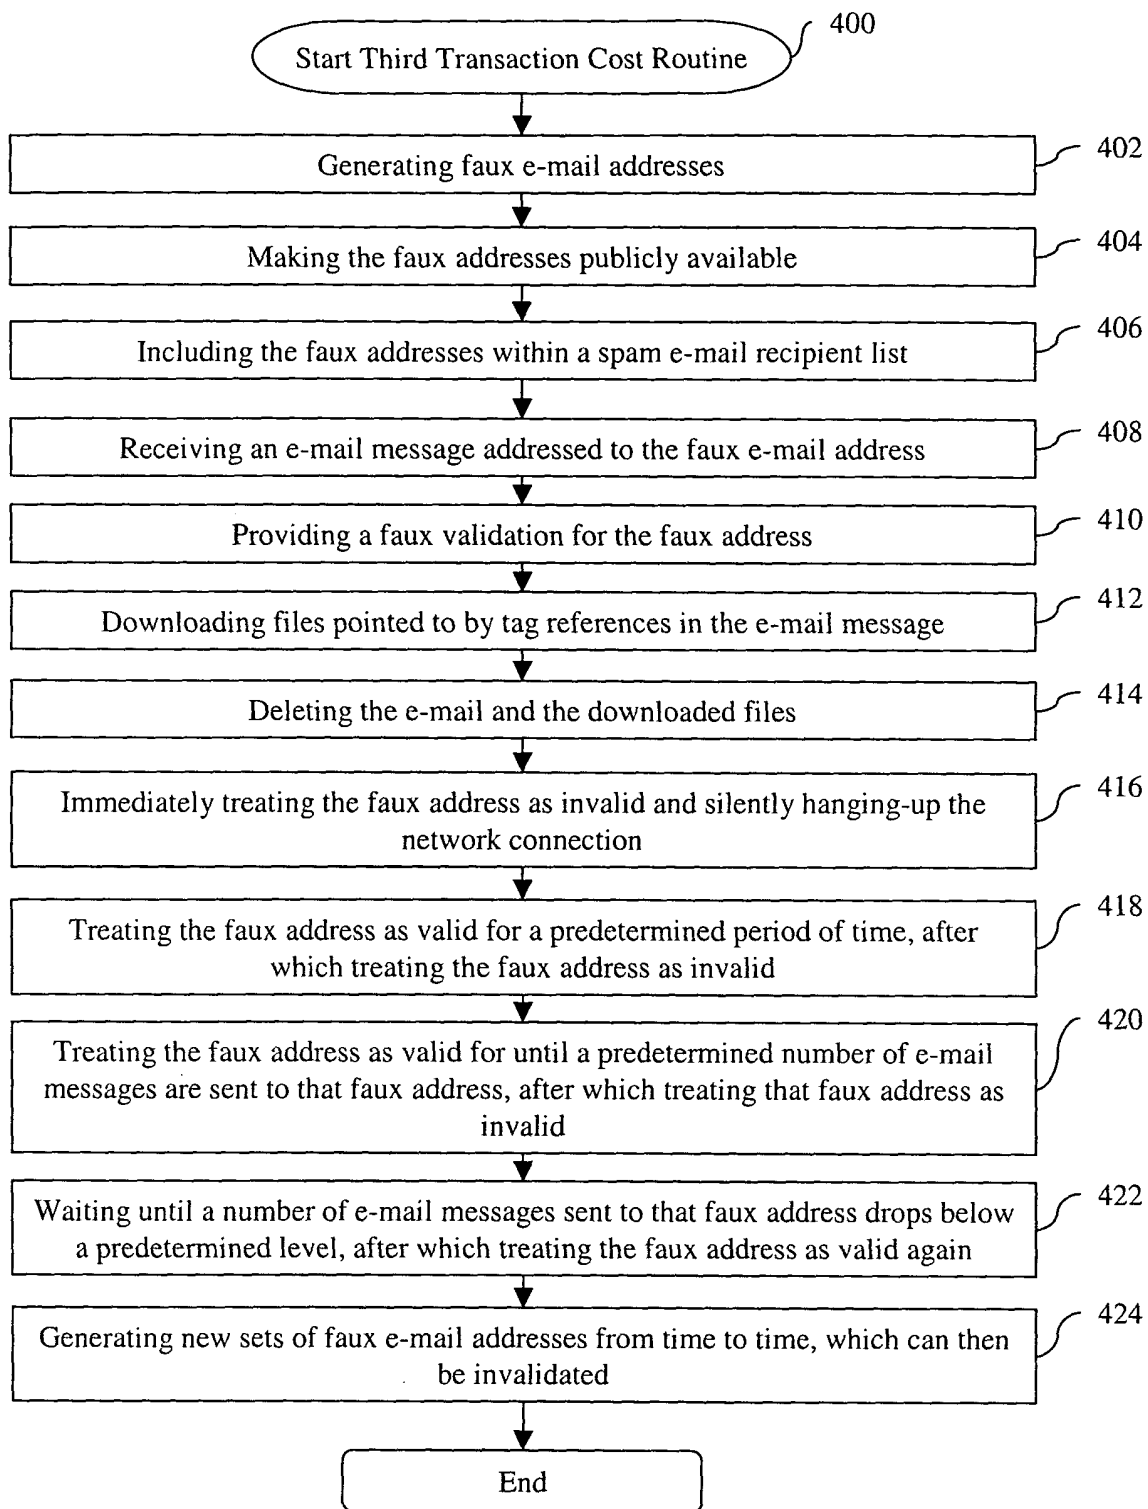 400
Start Third Transaction Cost Routine
402
Generating faux e-mail addresses
404
Making the faux addresses publicly available
406
Including the faux addresses within a spam e-mail recipient list
408
Receiving an e-mail message addressed to the faux e-mail address
410
Providing a faux validation for the faux address
412
Downloading files pointed to by tag references in the e-mail message
414
Deleting the e-mail and the downloaded files
416
Immediately treating the faux address as invalid and silently hanging-up the
network connection
418
Treating the faux address as valid for a predetermined period of time, after
which treating the faux address as invalid
420
Treating the faux address as valid for until a predetermined number of e-mail
messages are sent to that faux address, after which treating that faux address as
invalid
422
Waiting until a number of e-mail messages sent to that faux address drops below
a predetermined level, after which treating the faux address as valid again
424
Generating new sets of faux e-mail addresses from time to time, which can then
be invalidated
End